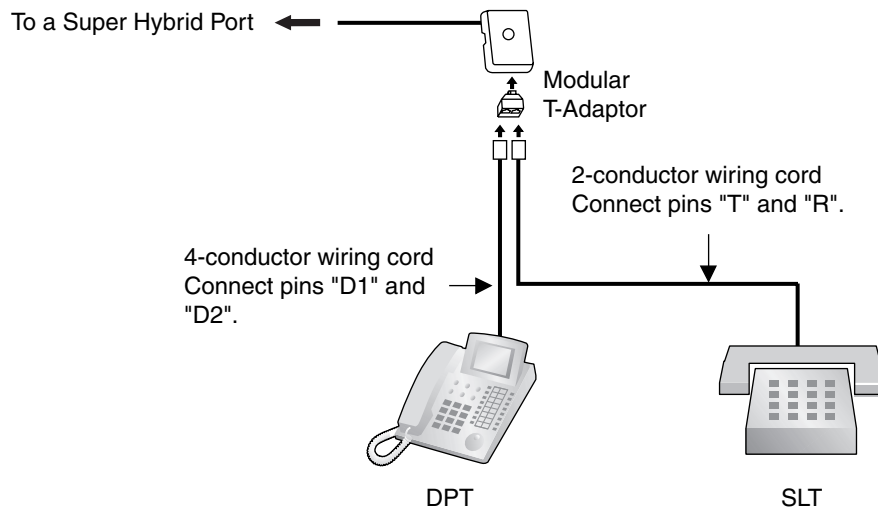 To a Super Hybrid Port
Modular
T-Adaptor
2-conductor wiring cord
Connect pins "T" and "R".
4-conductor wiring cord
Connect pins "D1" and
"D2".
DPT
SLT